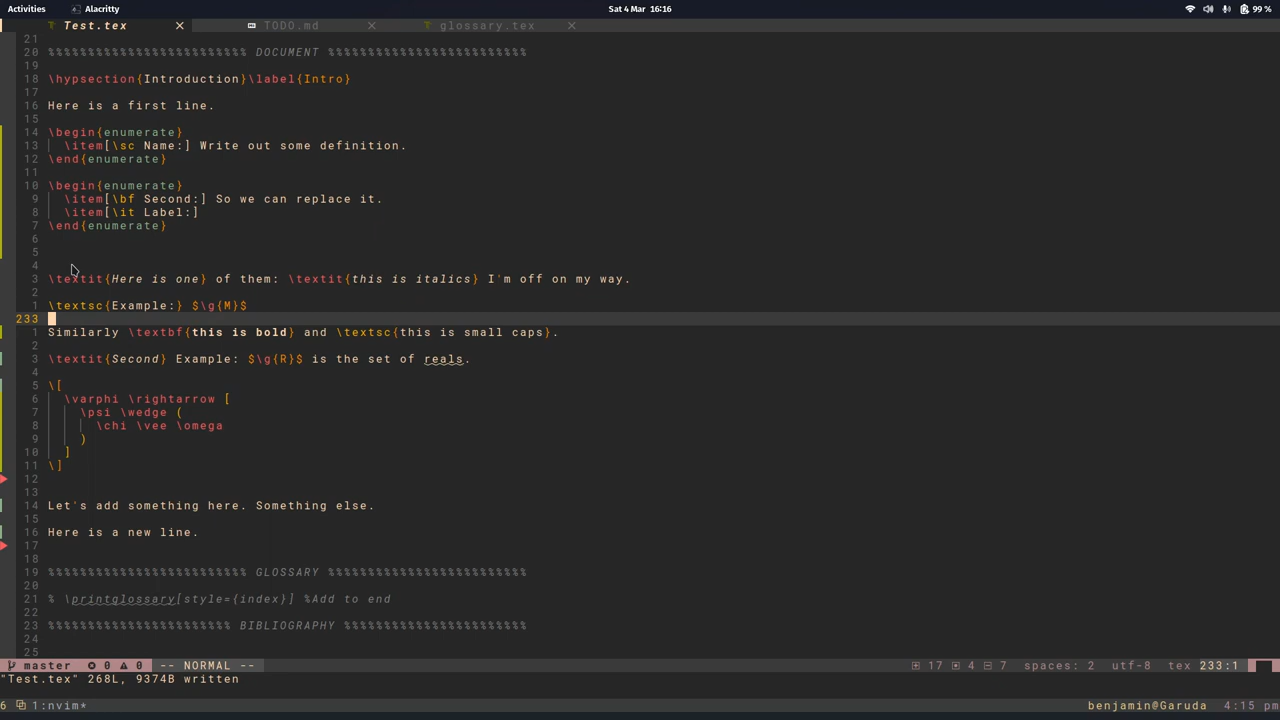 Activities Alacritty Sat 4 Mar 16:16 99 %
Test.tex TODO.md glossary.tex
21
20 %%%%%%%%%%%%%%%%%%%%%%%%% DOCUMENT %%%%%%%%%%%%%%%%%%%%%%%%%
19
18 \hypsection{Introduction}\label{Intro}
17
16 Here is a first line.
15
14 \begin{enumerate}
13 \item[\sc Name:] Write out some definition.
12 \end{enumerate}
11
10 \begin{enumerate}
9 \item[\bf Second:] So we can replace it.
8 \item[\it Label:]
7 \end{enumerate}
6
5
4
3 \textit{Here is one} of them: \textit{this is italics} I'm off on my way.
2
1 \textsc{Example:} $\g{M}$
233
1 Similarly \textbf{this is bold} and \textsc{this is small caps}.
2
3 \textit{Second} Example: $\g{R}$ is the set of reals.
4
5 \[
6 \varphi \rightarrow [
7 \psi \wedge (
8 \chi \vee \omega
9 )
10 ]
11 \]
12
13
14 Let's add something here. Something else.
15
16 Here is a new line.
17
18
19 %%%%%%%%%%%%%%%%%%%%%%%%% GLOSSARY %%%%%%%%%%%%%%%%%%%%%%%%%
20
21 % \printglossary[style={index}] %Add to end
22
23 %%%%%%%%%%%%%%%%%%%%%%% BIBLIOGRAPHY %%%%%%%%%%%%%%%%%%%%%%%
24
25
master 0 0 -- NORMAL -- 17 4 7 spaces: 2 utf-8 tex 233:1
"Test.tex" 268L, 9374B written
6 1:nvim* benjamin@Garuda 4:15 pm